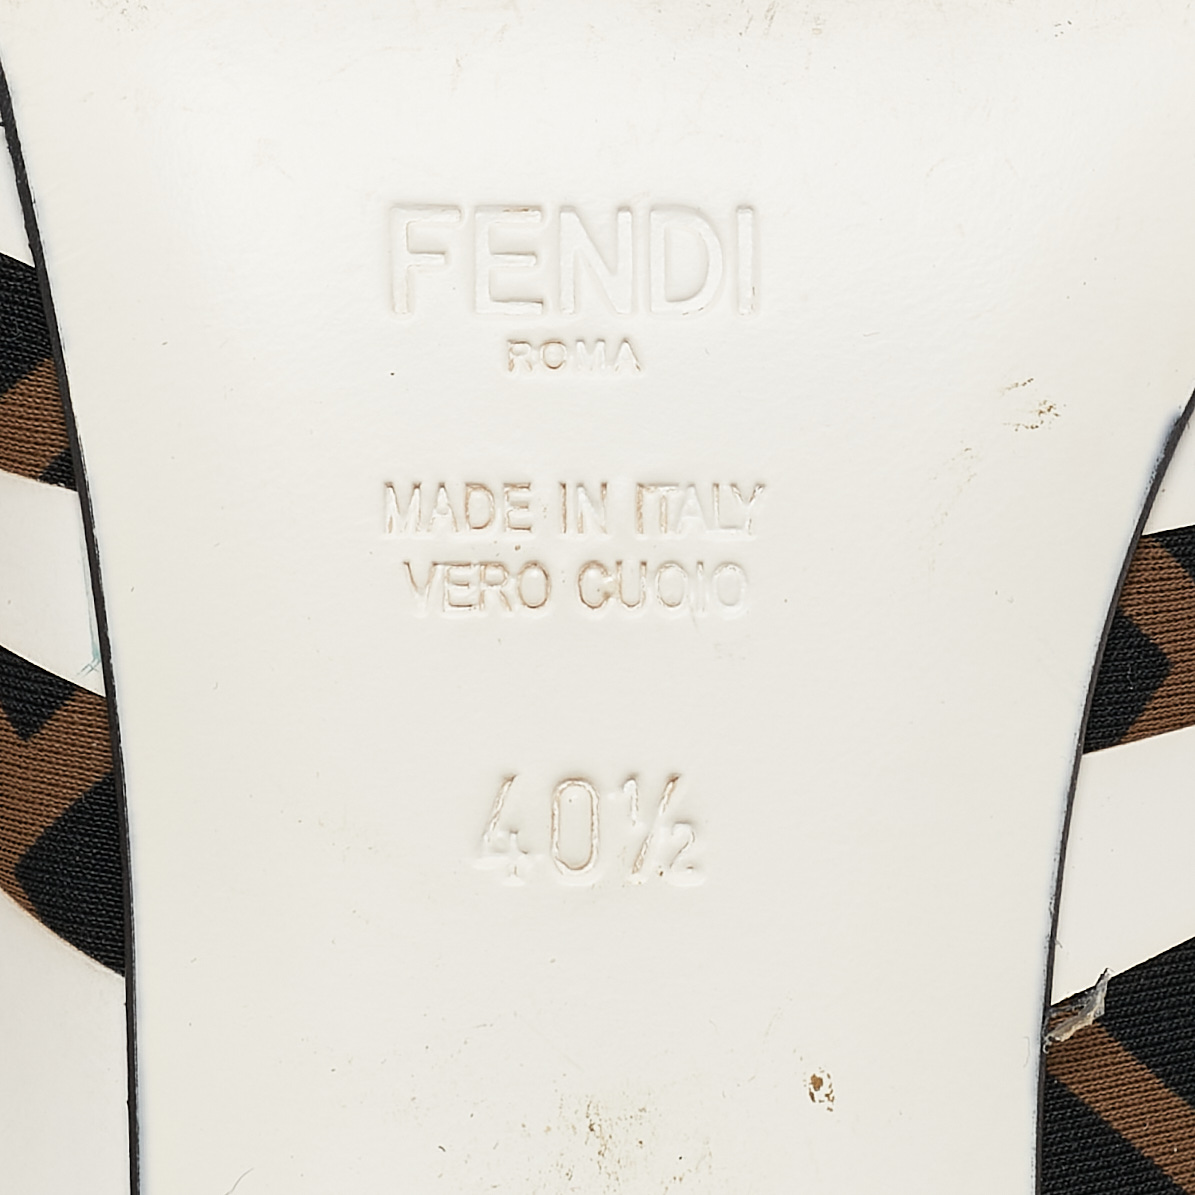 FENDI
ROMA
MADE IN ITALY
VERO CUOIO
40½